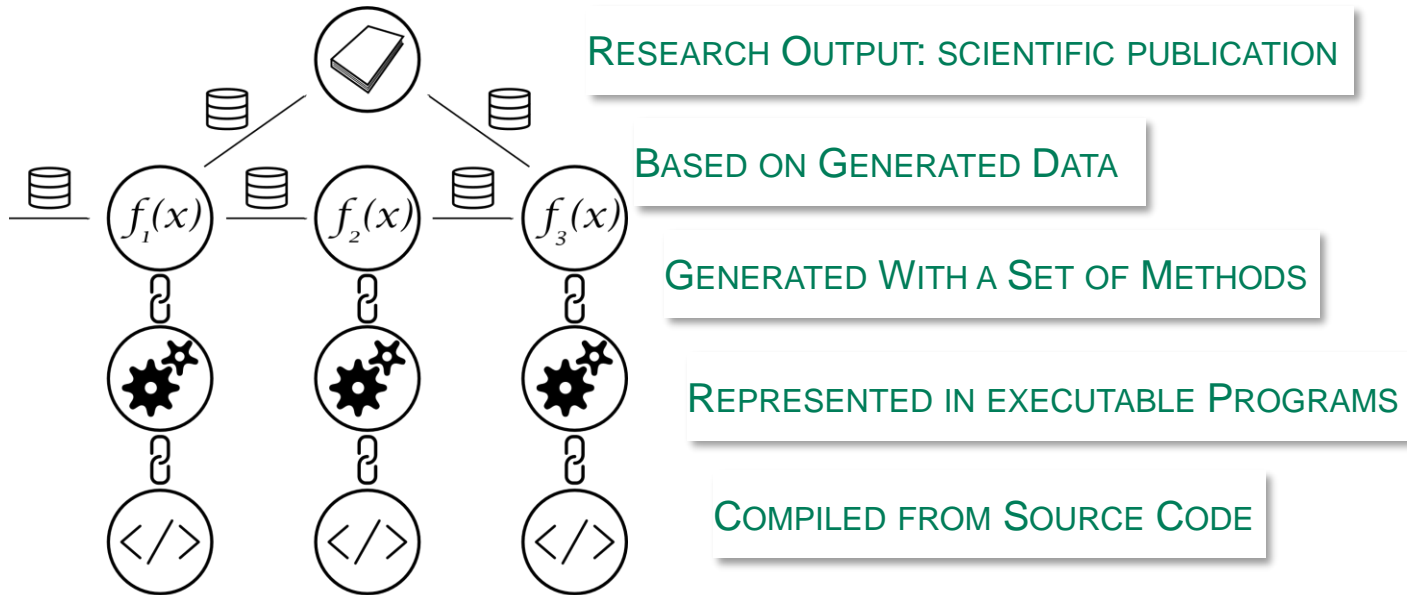 RESEARCH OUTPUT: SCIENTIFIC PUBLICATION
BASED ON GENERATED DATA
f₁(x) f₂(x) f₃(x)
GENERATED WITH A SET OF METHODS
REPRESENTED IN EXECUTABLE PROGRAMS
COMPILED FROM SOURCE CODE
</> </> </>